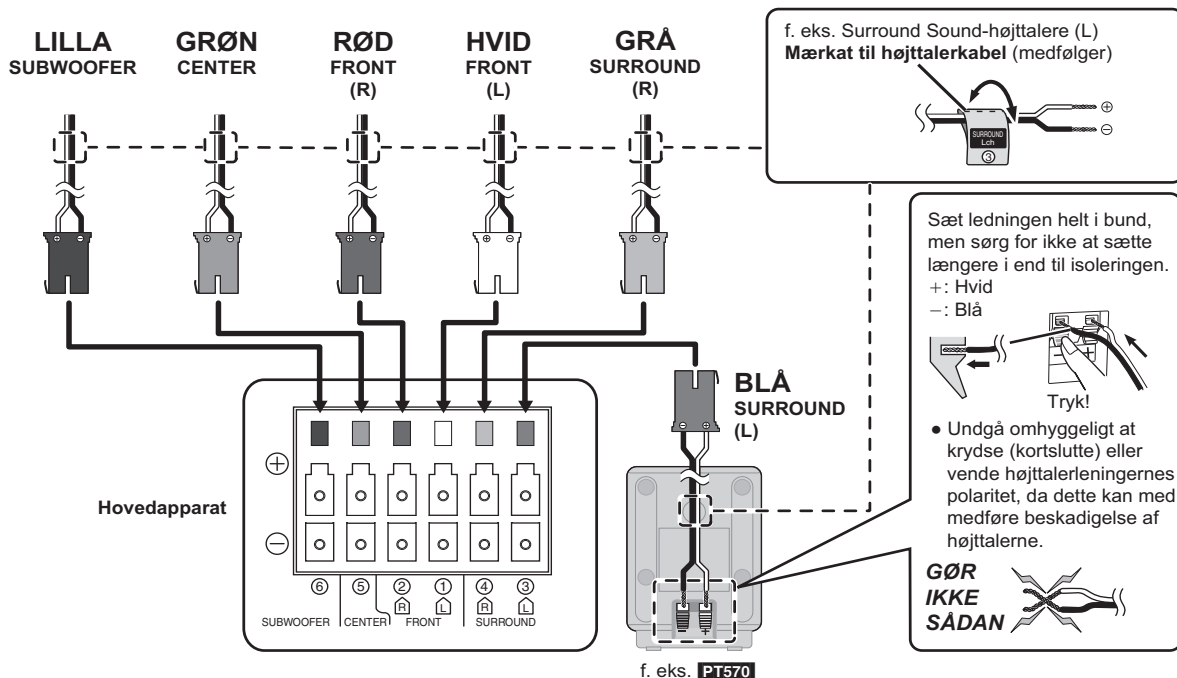 LILLA
SUBWOOFER
GRØN
CENTER
RØD
FRONT
(R)
HVID
FRONT
(L)
GRÅ
SURROUND
(R)
f. eks. Surround Sound-højttalere (L)
Mærkat til højttalerkabel (medfølger)
⊕
⊖
SURROUND
Lch
③
Sæt ledningen helt i bund,
men sørg for ikke at sætte
længere i end til isoleringen.
+: Hvid
−: Blå
− +
Tryk!
• Undgå omhyggeligt at
krydse (kortslutte) eller
vende højttalerleningernes
polaritet, da dette kan med
medføre beskadigelse af
højttalerne.
GØR
IKKE
SÅDAN
BLÅ
SURROUND
(L)
Hovedapparat
⊕
⊖
⑥ ⑤ ② ① ④ ③
R L R L
SUBWOOFER CENTER FRONT SURROUND
− +
f. eks. PT570